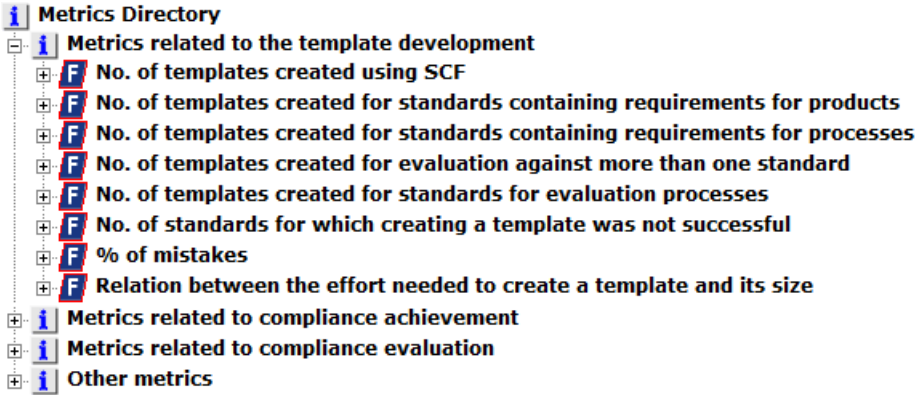 Metrics Directory
Metrics related to the template development
No. of templates created using SCF
No. of templates created for standards containing requirements for products
No. of templates created for standards containing requirements for processes
No. of templates created for evaluation against more than one standard
No. of templates created for standards for evaluation processes
No. of standards for which creating a template was not successful
% of mistakes
Relation between the effort needed to create a template and its size
Metrics related to compliance achievement
Metrics related to compliance evaluation
Other metrics